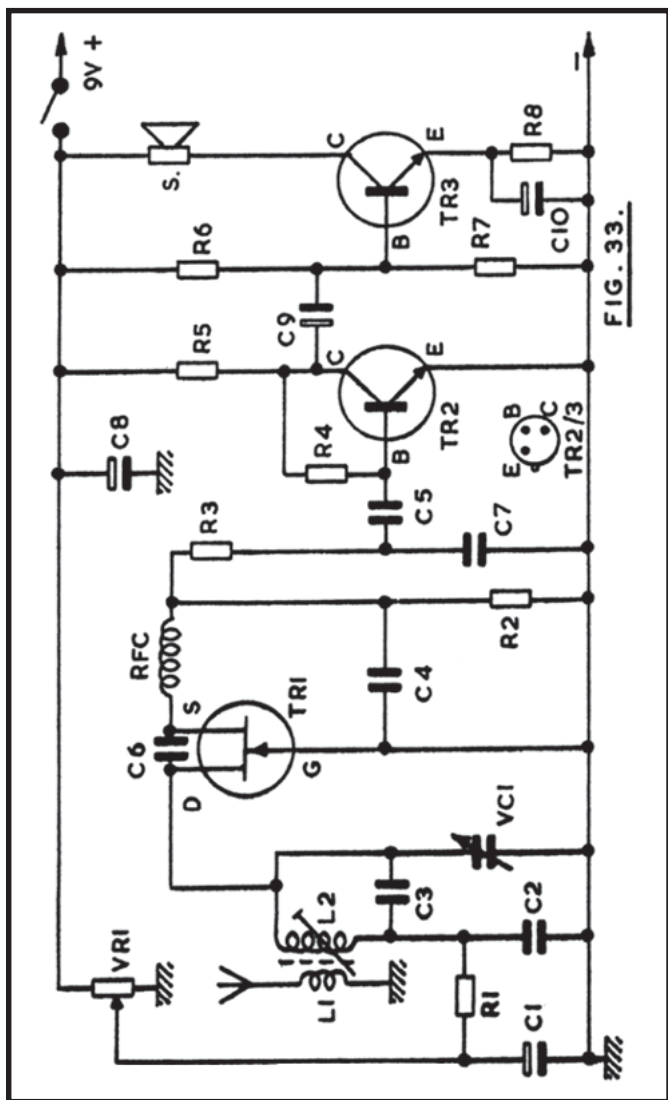 9V +
VR1
S.
C8
R6
R5
R3
RFC
C9
C
C
C6
S
R4
D
TR1
B
B
E
E
G
TR2
TR3
L2
L1
C5
C4
C3
VC1
C7
R7
R8
C10
R1
C1
C2
R2
E
B
C
TR2/3
–
FIG. 33.